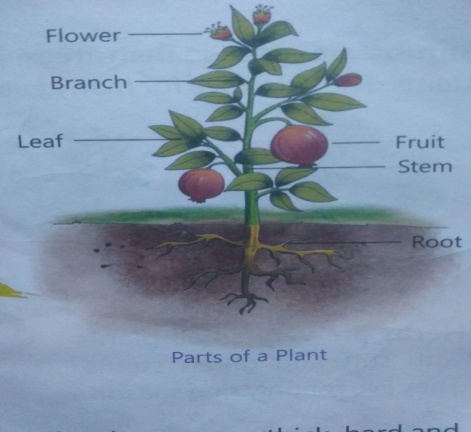 Flower
Branch
Leaf
Fruit
Stem
Root
Parts of a Plant
thick, hard and